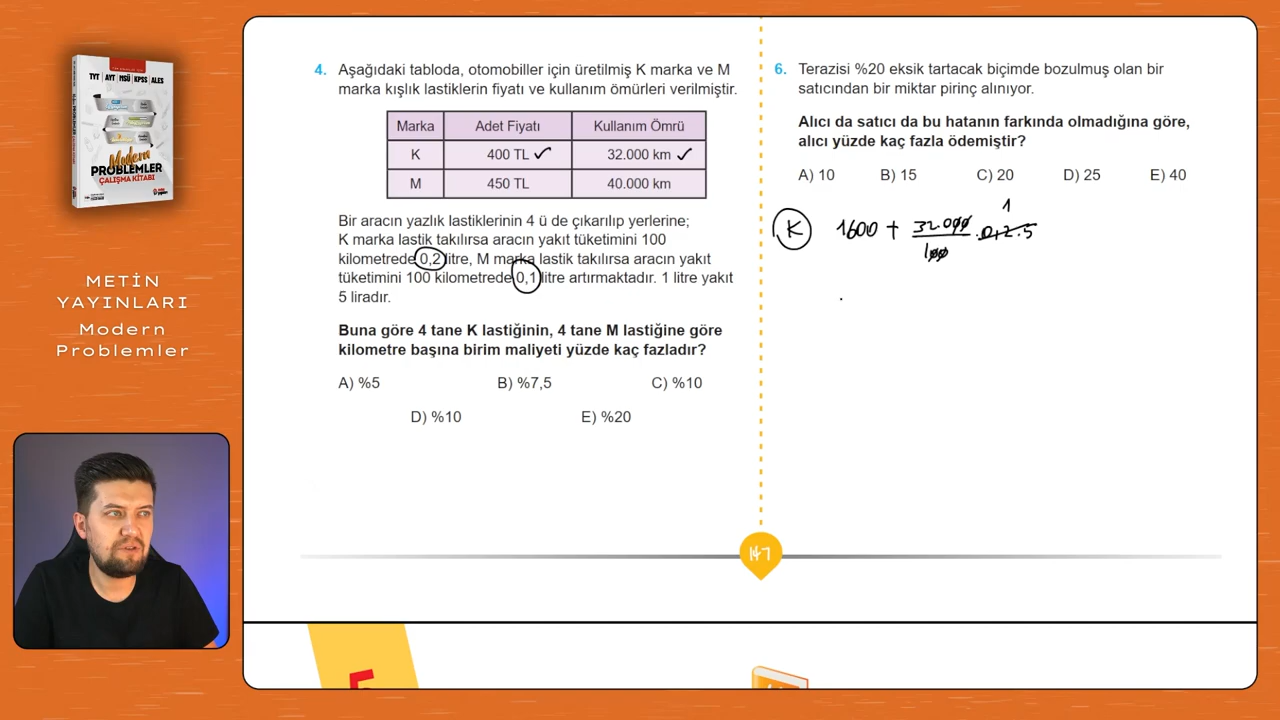 TYT | AYT | MSÜ | KPSS | ALES
Modern
PROBLEMLER
ÇALIŞMA KİTABI
METİN
YAYINLARI
Modern
Problemler
4. Aşağıdaki tabloda, otomobiller için üretilmiş K marka ve M
marka kışlık lastiklerin fiyatı ve kullanım ömürleri verilmiştir.
Marka Adet Fiyatı Kullanım Ömrü
K 400 TL ✓ 32.000 km ✓
M 450 TL 40.000 km
Bir aracın yazlık lastiklerinin 4 ü de çıkarılıp yerlerine;
K marka lastik takılırsa aracın yakıt tüketimini 100
kilometrede 0,2 litre, M marka lastik takılırsa aracın yakıt
tüketimini 100 kilometrede 0,1 litre artırmaktadır. 1 litre yakıt
5 liradır.
Buna göre 4 tane K lastiğinin, 4 tane M lastiğine göre
kilometre başına birim maliyeti yüzde kaç fazladır?
A) %5 B) %7,5 C) %10
D) %10 E) %20
6. Terazisi %20 eksik tartacak biçimde bozulmuş olan bir
satıcından bir miktar pirinç alınıyor.
Alıcı da satıcı da bu hatanın farkında olmadığına göre,
alıcı yüzde kaç fazla ödemiştir?
A) 10 B) 15 C) 20 D) 25 E) 40
1
K 1600 + 32000 . 0,2.5
100
147
5